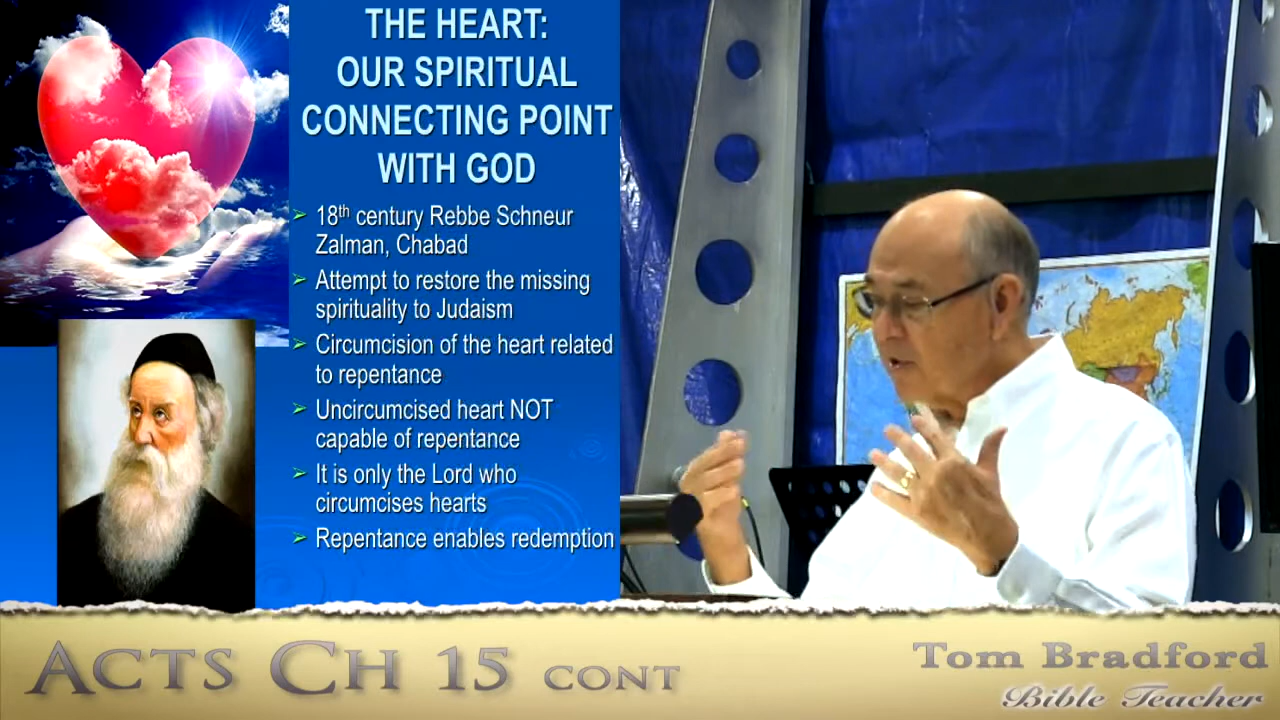 THE HEART:
OUR SPIRITUAL
CONNECTING POINT
WITH GOD
➢ 18th century Rebbe Schneur
Zalman, Chabad
➢ Attempt to restore the missing
spirituality to Judaism
➢ Circumcision of the heart related
to repentance
➢ Uncircumcised heart NOT
capable of repentance
➢ It is only the Lord who
circumcises hearts
➢ Repentance enables redemption
ACTS CH 15 CONT
Tom Bradford
Bible Teacher